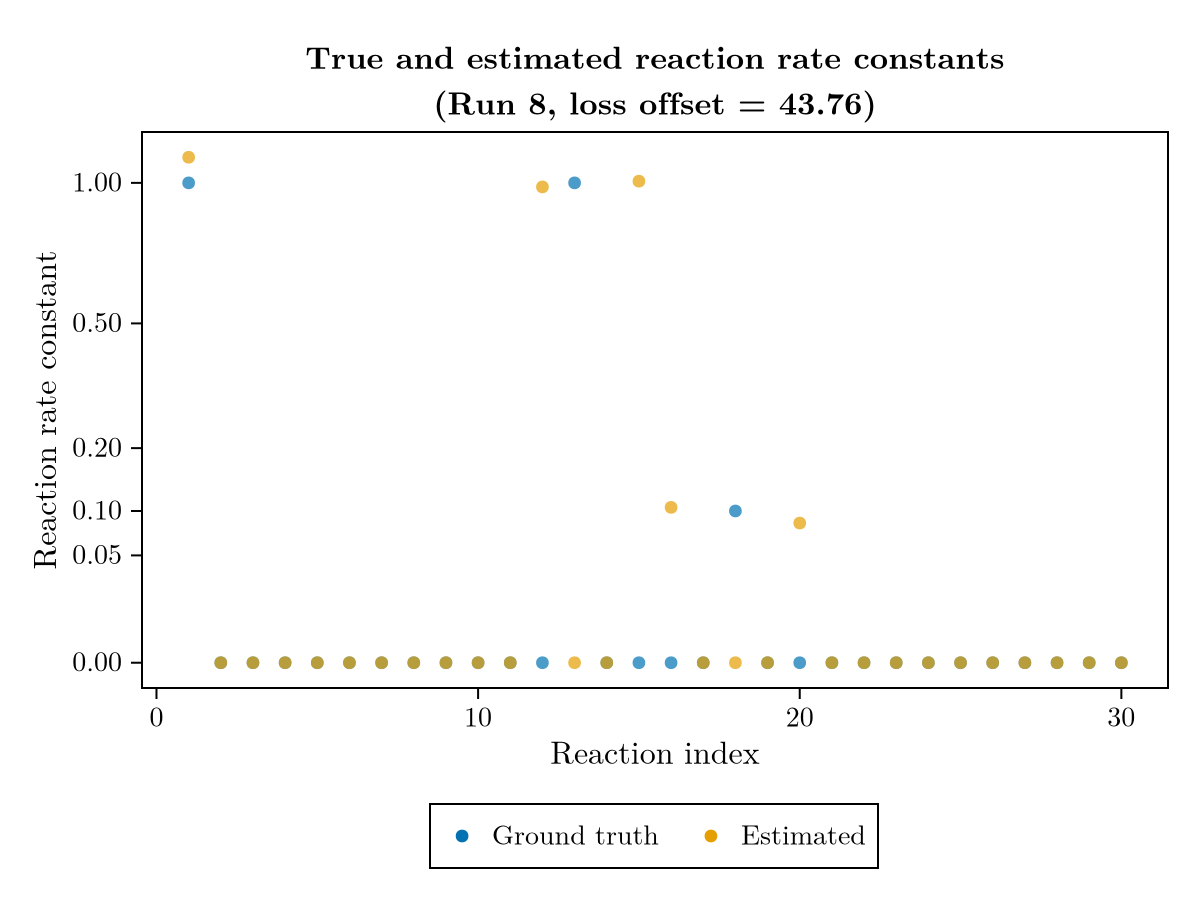 True and estimated reaction rate constants
(Run 8, loss offset = 43.76)
Reaction rate constant
1.00
0.50
0.20
0.10
0.05
0.00
0 10 20 30
Reaction index
Ground truth Estimated